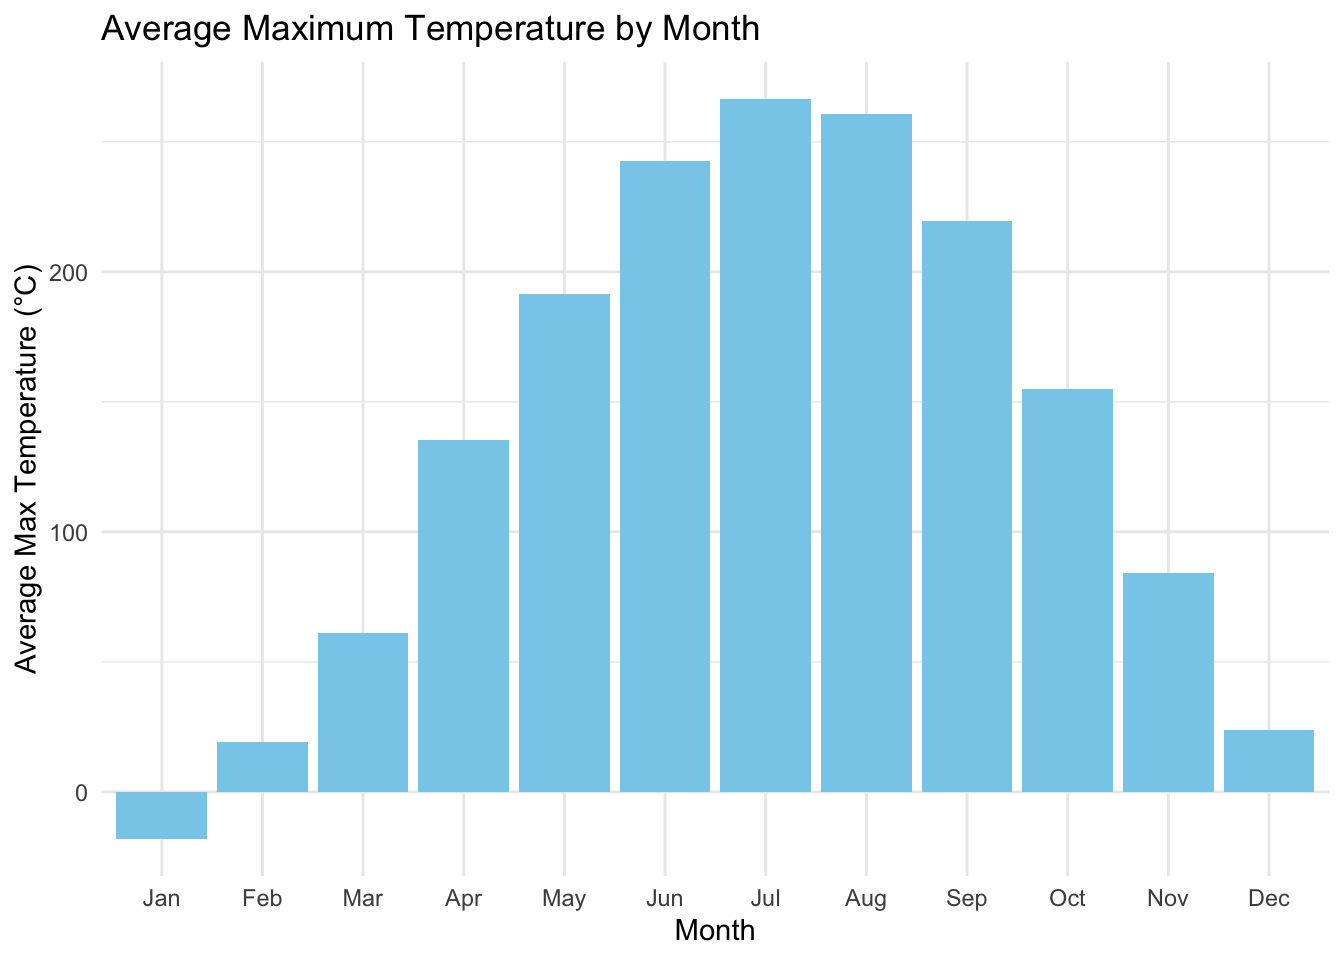 Average Maximum Temperature by Month
Average Max Temperature (°C)
200
100
0
Jan Feb Mar Apr May Jun Jul Aug Sep Oct Nov Dec
Month